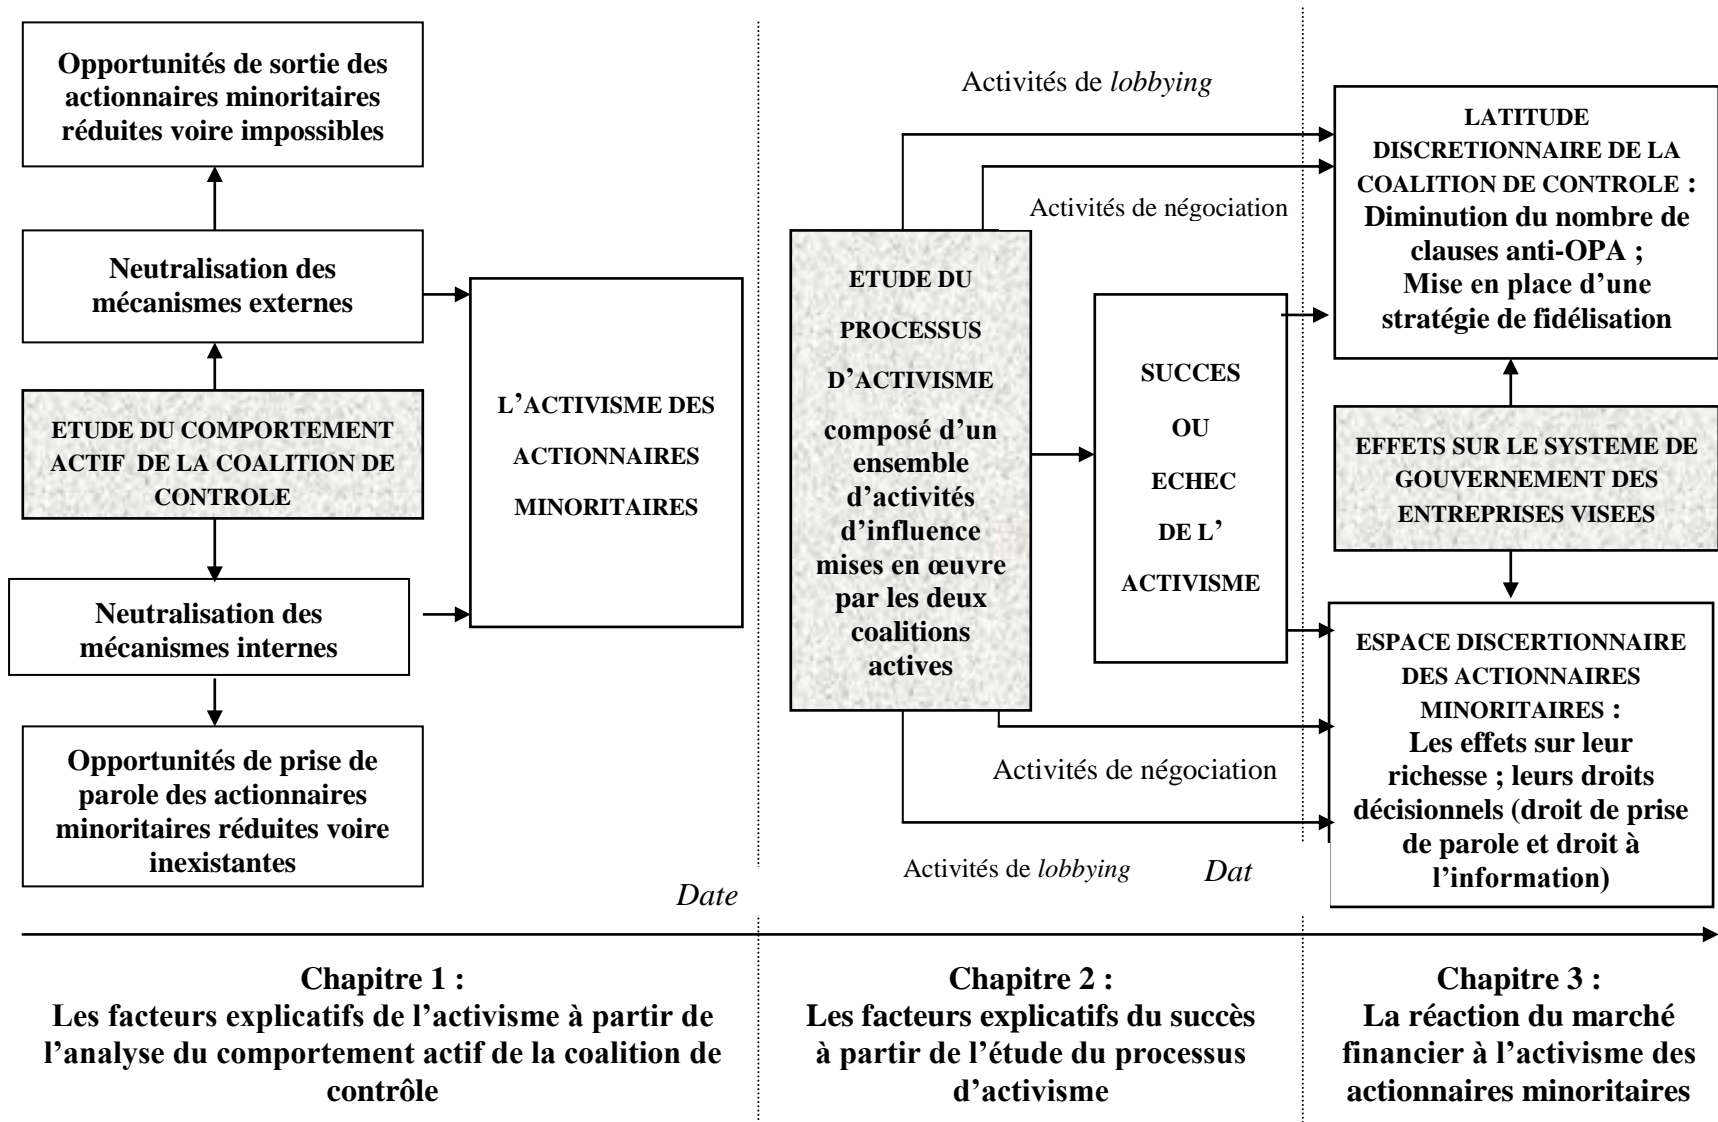 Opportunités de sortie des
actionnaires minoritaires
réduites voire impossibles
Neutralisation des
mécanismes externes
ETUDE DU COMPORTEMENT
ACTIF DE LA COALITION DE
CONTROLE
Neutralisation des
mécanismes internes
Opportunités de prise de
parole des actionnaires
minoritaires réduites voire
inexistantes
L’ACTIVISME DES
ACTIONNAIRES
MINORITAIRES
Date
Activités de lobbying
Activités de négociation
ETUDE DU
PROCESSUS
D’ACTIVISME
composé d’un
ensemble
d’activités
d’influence
mises en œuvre
par les deux
coalitions
actives
SUCCES
OU
ECHEC
DE L’
ACTIVISME
Activités de négociation
Activités de lobbying
Dat
LATITUDE
DISCRETIONNAIRE DE LA
COALITION DE CONTROLE :
Diminution du nombre de
clauses anti-OPA ;
Mise en place d’une
stratégie de fidélisation
EFFETS SUR LE SYSTEME DE
GOUVERNEMENT DES
ENTREPRISES VISEES
ESPACE DISCERTIONNAIRE
DES ACTIONNAIRES
MINORITAIRES :
Les effets sur leur
richesse ; leurs droits
décisionnels (droit de prise
de parole et droit à
l’information)
Chapitre 1 :
Les facteurs explicatifs de l’activisme à partir de
l’analyse du comportement actif de la coalition de
contrôle
Chapitre 2 :
Les facteurs explicatifs du succès
à partir de l’étude du processus
d’activisme
Chapitre 3 :
La réaction du marché
financier à l’activisme des
actionnaires minoritaires